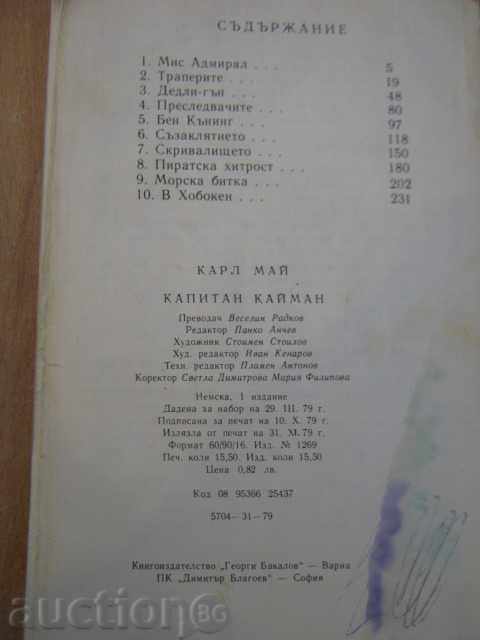 СЪДЪРЖАНИЕ
1. Мис Адмирал . . . 5
2. Траперите . . . 19
3. Дедли-гън . . . 48
4. Преследвачите . . . 80
5. Бен Кънинг . . . 97
6. Съзаклятието . . . 118
7. Скривалището . . . 150
8. Пиратска хитрост . . . 180
9. Морска битка . . . 202
10. В Хобокен . . . 231
КАРЛ МАЙ
КАПИТАН КАЙМАН
Преводач Веселин Радков
Редактор Панко Анчев
Художник Стоимен Стоилов
Худ. редактор Иван Кенаров
Техн. редактор Пламен Антонов
Коректор Светла Димитрова Мария Филипова
Немска, 1 издание
Дадена за набор на 29. III. 79 г.
Подписана за печат на 10. X. 79 г.
Излязла от печат на 31. XI. 79 г.
Формат 60/90/16. Изд. № 1269
Печ. коли 15,50. Изд. коли 15,50
Цена 0,82 лв.
Код 08 95366 25437
5704—31—79
Книгоиздателство „Георги Бакалов" — Варна
ПК „Димитър Благоев" — София
auction BG